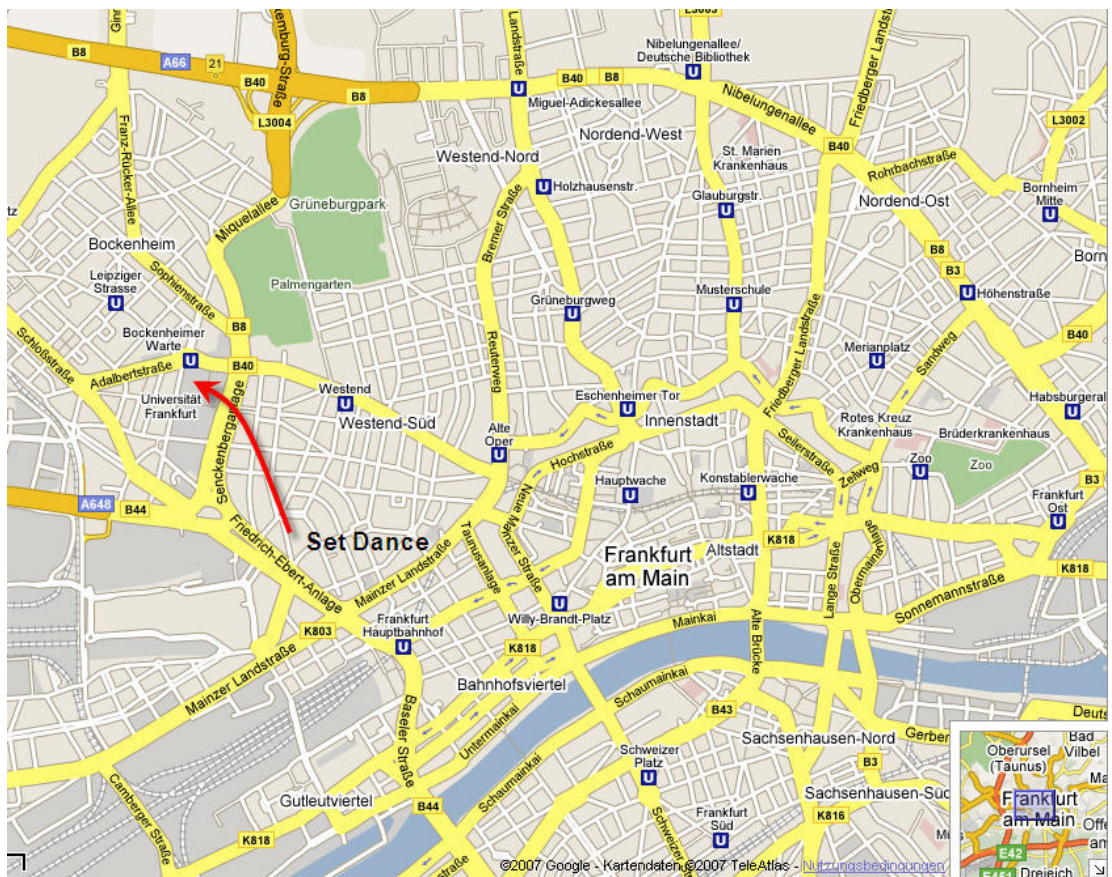 L3003
Nibelungenallee/
Deutsche Bibliothek
B8
A66
21
B40
B8
B40
B8
Landstraße
Miguel-Adickesallee
Nibelungenallee
Friedberger
L3004
L3002
Nordend-West
Westend-Nord
St. Marien
Krankenhaus
B40
Rohrbachstraße
Franz-Rücker-Allee
Holzhausenstr.
Glauburgstr.
Bornheim
Mitte
Nordend-Ost
Grüneburgpark
Miquelallee
Bremer Straße
Bockenheim
B8
B3
Leipziger
Strasse
Sophienstraße
Palmengarten
Grüneburgweg
Musterschule
Höhenstraße
Schloßstraße
Bockenheimer
Warte
B8
B40
Reuterweg
Friedberger Landstraße
Merianplatz
Sandweg
B40
Adalbertstraße
Universität
Frankfurt
Westend
Westend-Süd
Eschenheimer Tor
Innenstadt
Senckenberganlage
Alte
Oper
Hochstraße
Seilerstraße
Rotes Kreuz
Krankenhaus
Brüderkrankenhaus
Zoo
Zoo
Hauptwache
Konstablerwache
Zeilweg
B3
A648
B44
Neue Mainzer Straße
Frankfurt
Ost
Friedrich-Ebert-Anlage
Set Dance
Taunusanlage
Frankfurt
am Main
Altstadt
K818
Lange Straße
Obermainanlage
K818
Mainzer Landstraße
Sonnemannstraße
Frankfurt
Hauptbahnhof
Willy-Brandt-Platz
K803
Mainkai
Alte Brücke
K818
Mainzer Landstraße
Bahnhofsviertel
Schaumainkai
Baseler Straße
Untermainkai
B43
Sachsenhausen-Nord
Schweizer
Platz
B3
Schaumainkai
Gutleutviertel
Camberger Straße
B44
K818
Frankfurt
Süd
K816
Oberursel
(Taunus)
Bad
Vilbel
Frankfurt
am Main
E42
E451
Dreieich
©2007 Google - Kartendaten ©2007 TeleAtlas - Nutzungsbedingungen